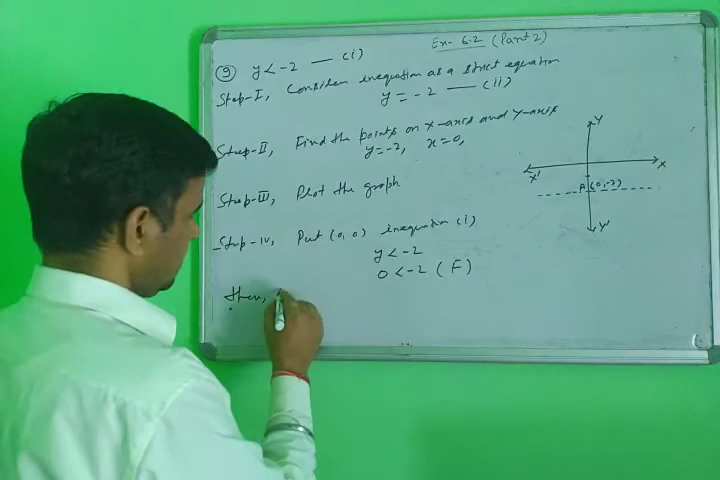 Ex- 6.2 (Part 2)
⑨ y < -2 — (i)
Step-I, Consider inequation as a strict equation
y = -2 — (ii)
Step-II, Find the points on x-axis and y-axis
y = -2, x = 0,
Step-III, Plot the graph
Step-IV, Put (0, 0) inequation (i)
y < -2
0 < -2 (F)
then,
Y
X' X
A (0, -2)
Y'